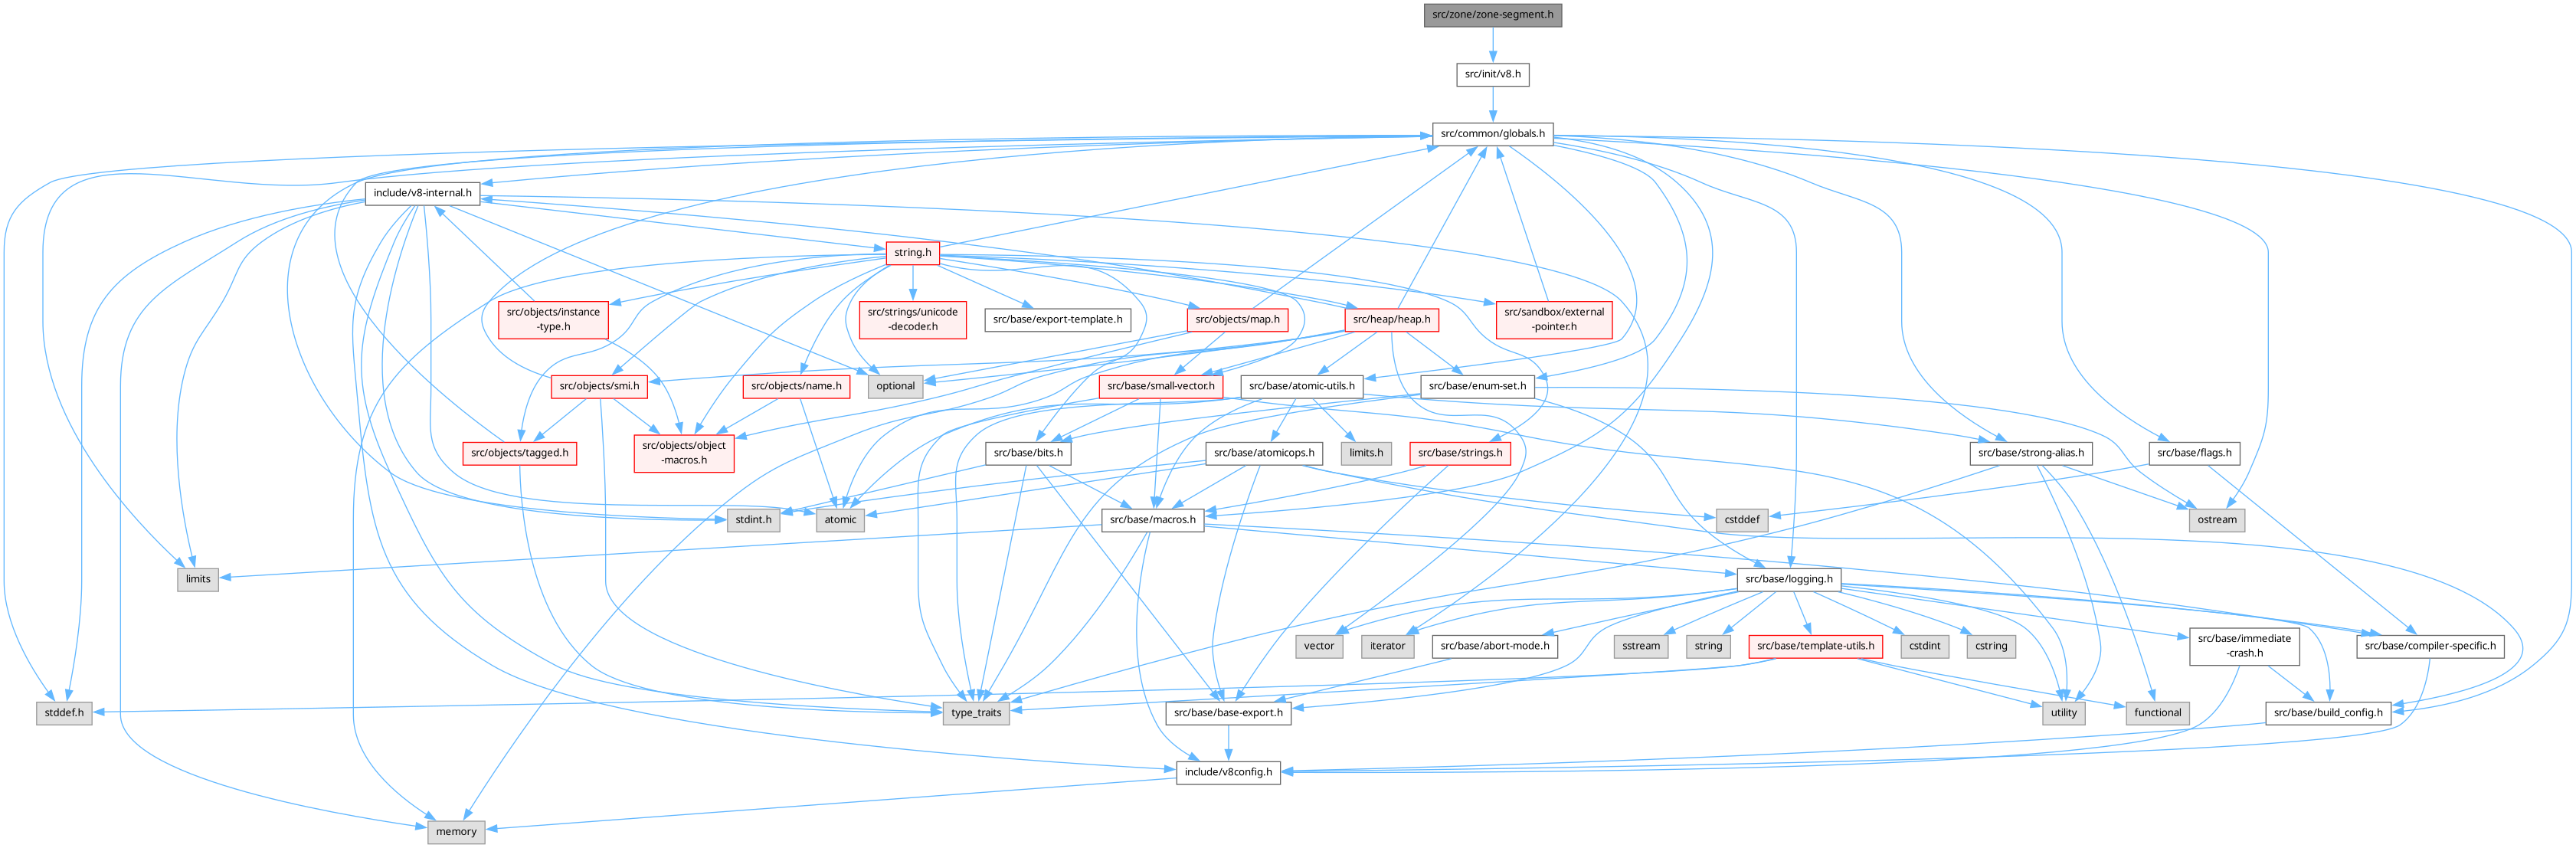 src/zone/zone-segment.h
src/init/v8.h
src/common/globals.h
include/v8-internal.h
string.h
src/objects/instance
-type.h
src/strings/unicode
-decoder.h
src/base/export-template.h
src/objects/map.h
src/heap/heap.h
src/sandbox/external
-pointer.h
src/objects/smi.h
src/objects/name.h
optional
src/base/small-vector.h
src/base/atomic-utils.h
src/base/enum-set.h
src/objects/tagged.h
src/objects/object
-macros.h
src/base/bits.h
src/base/atomicops.h
limits.h
src/base/strings.h
src/base/strong-alias.h
src/base/flags.h
stdint.h
atomic
src/base/macros.h
cstddef
ostream
limits
src/base/logging.h
vector
iterator
src/base/abort-mode.h
sstream
string
src/base/template-utils.h
cstdint
cstring
src/base/immediate
-crash.h
src/base/compiler-specific.h
stddef.h
type_traits
src/base/base-export.h
utility
functional
src/base/build_config.h
include/v8config.h
memory